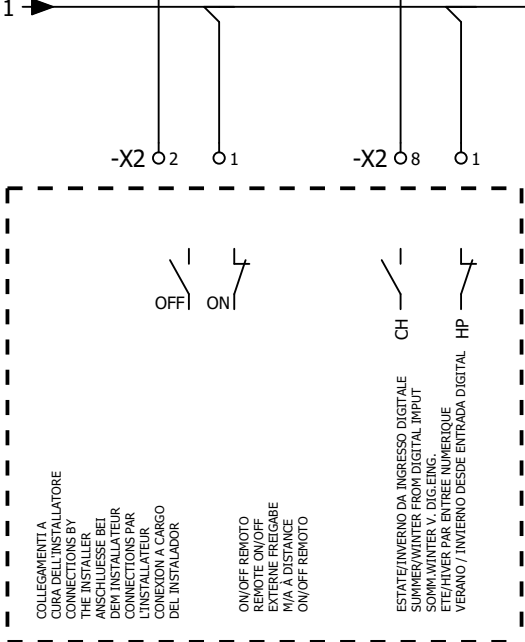 1
-X2 2 1 -X2 8 1
OFF ON
CH HP
COLLEGAMENTI A
CURA DELL'INSTALLATORE
CONNECTIONS BY
THE INSTALLER
ANSCHLUESSE BEI
DEM INSTALLATEUR
CONNECTIONS PAR
L'INSTALLATEUR
CONEXION A CARGO
DEL INSTALADOR
ON/OFF REMOTO
REMOTE ON/OFF
EXTERNE FREIGABE
M/A À DISTANCE
ON/OFF REMOTO
ESTATE/INVERNO DA INGRESSO DIGITALE
SUMMER/WINTER FROM DIGITAL IMPUT
SOMM.WINTER V. DIG.EING.
ETE/HIVER PAR ENTREE NUMERIQUE
VERANO / INVIERNO DESDE ENTRADA DIGITAL